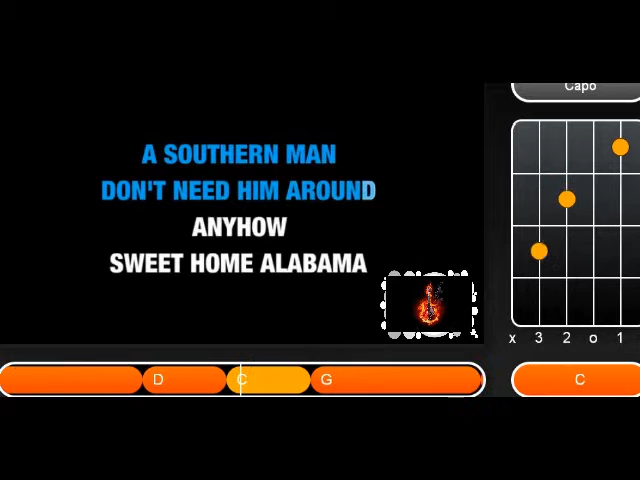 Capo
A SOUTHERN MAN
DON'T NEED HIM AROUND
ANYHOW
SWEET HOME ALABAMA
x 3 2 o 1
D C G
C